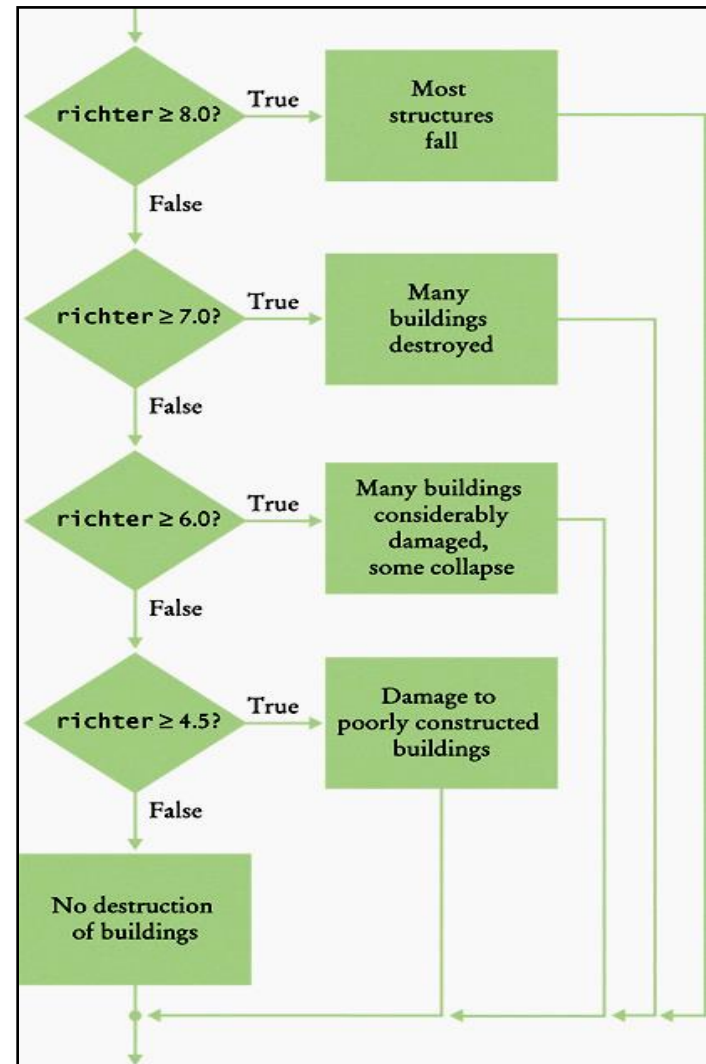 richter ≥ 8.0?
True
Most
structures
fall
False
richter ≥ 7.0?
True
Many
buildings
destroyed
False
richter ≥ 6.0?
True
Many buildings
considerably
damaged,
some collapse
False
richter ≥ 4.5?
True
Damage to
poorly constructed
buildings
False
No destruction
of buildings